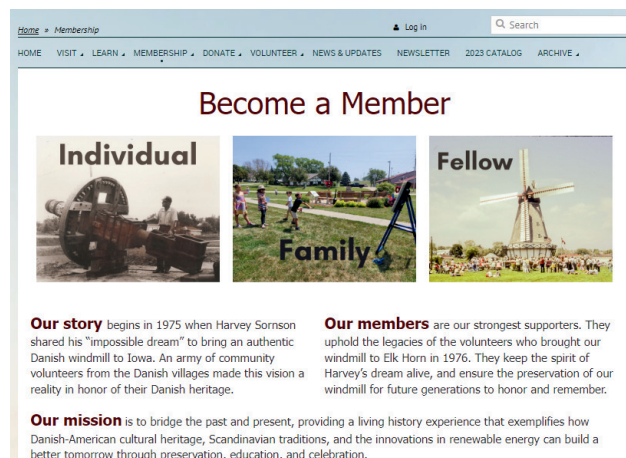 Home » Membership
Log in
Search
HOME VISIT LEARN MEMBERSHIP DONATE VOLUNTEER NEWS & UPDATES NEWSLETTER 2023 CATALOG ARCHIVE
Become a Member
Individual
Family
Fellow
Our story begins in 1975 when Harvey Sornson
shared his “impossible dream” to bring an authentic
Danish windmill to Iowa. An army of community
volunteers from the Danish villages made this vision a
reality in honor of their Danish heritage.
Our members are our strongest supporters. They
uphold the legacies of the volunteers who brought our
windmill to Elk Horn in 1976. They keep the spirit of
Harvey’s dream alive, and ensure the preservation of our
windmill for future generations to honor and remember.
Our mission is to bridge the past and present, providing a living history experience that exemplifies how
Danish-American cultural heritage, Scandinavian traditions, and the innovations in renewable energy can build a
better tomorrow through preservation, education, and celebration.